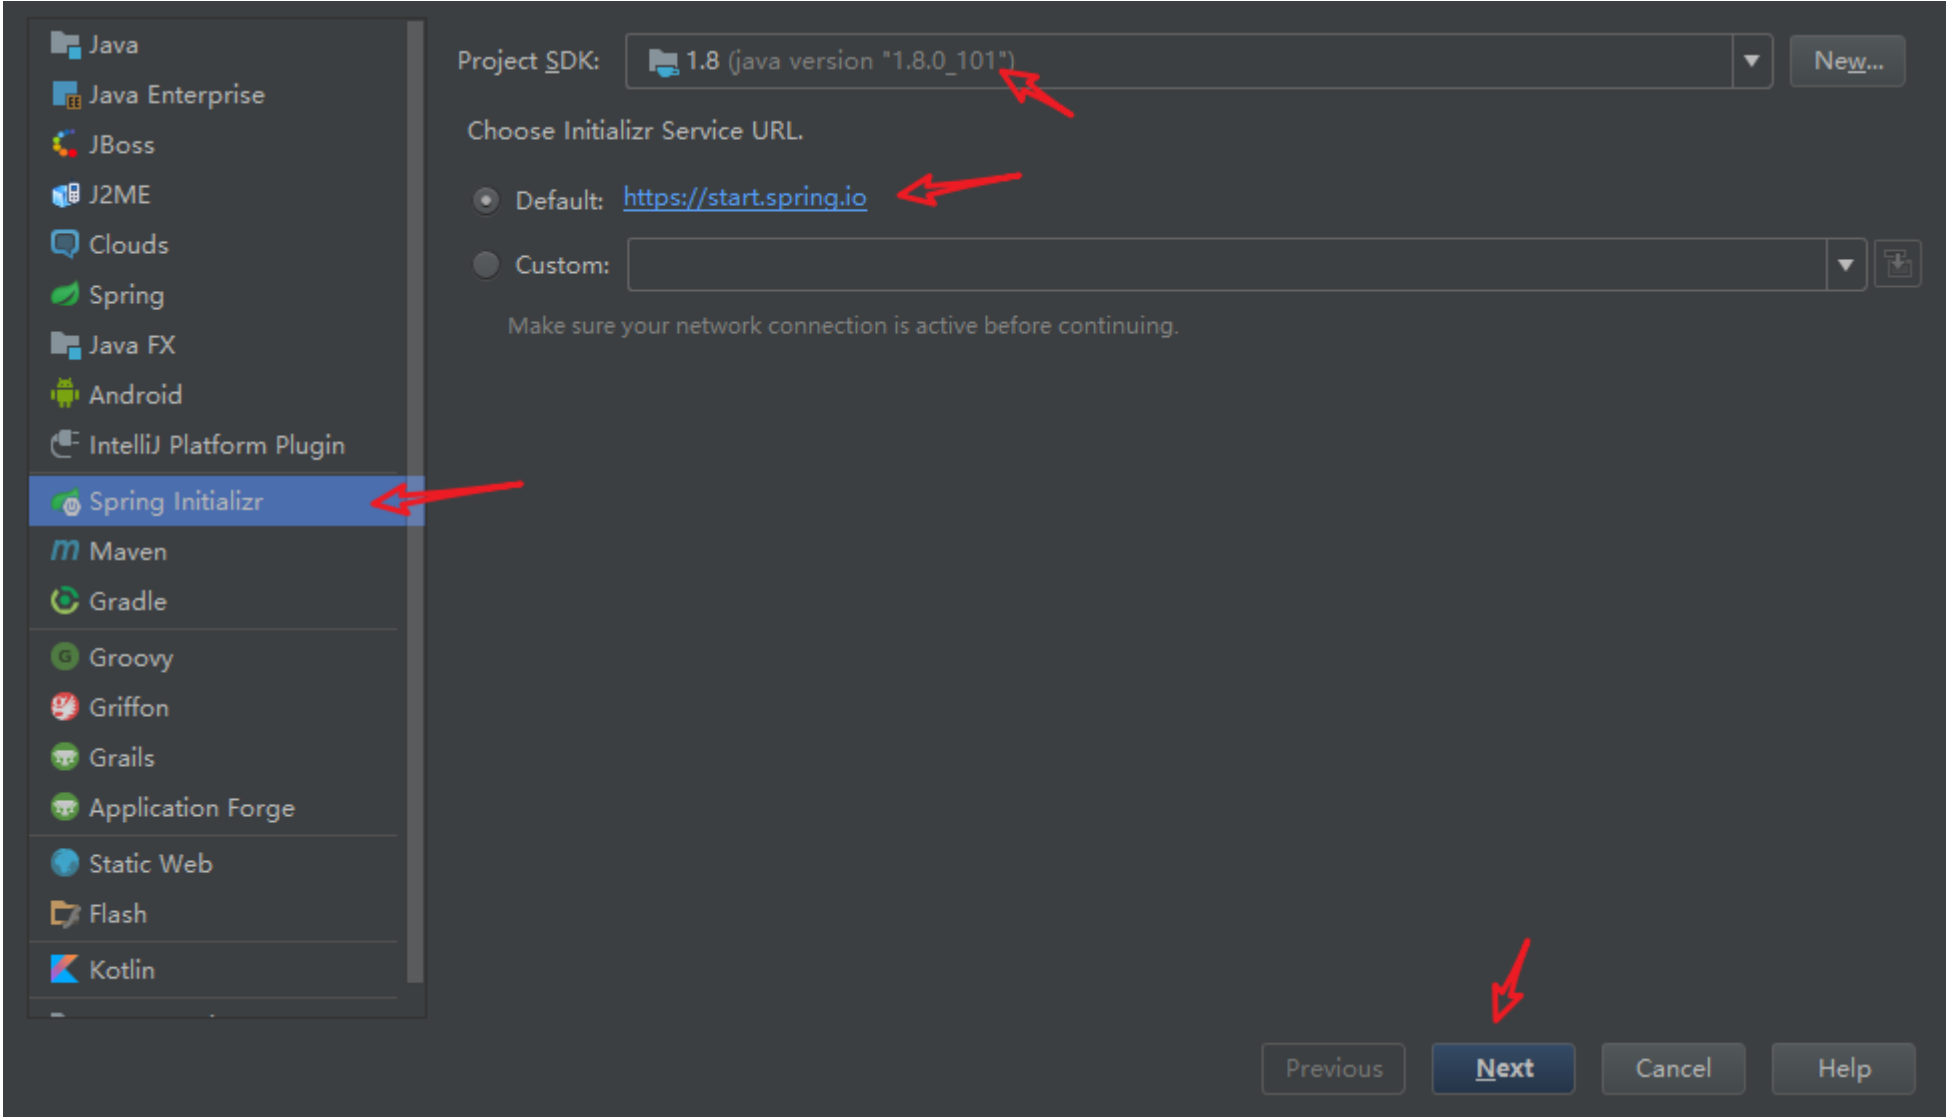 Java
Java Enterprise
JBoss
J2ME
Clouds
Spring
Java FX
Android
IntelliJ Platform Plugin
Spring Initializr
Maven
Gradle
Groovy
Griffon
Grails
Application Forge
Static Web
Flash
Kotlin
Project SDK: 1.8 (java version "1.8.0_101") New...
Choose Initializr Service URL.
Default: https://start.spring.io
Custom:
Make sure your network connection is active before continuing.
Previous Next Cancel Help